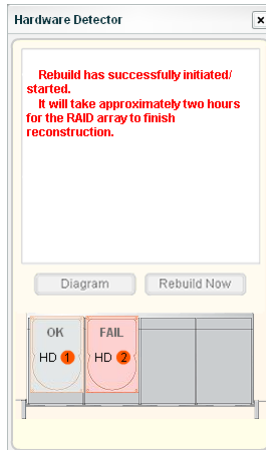 Hardware Detector
Rebuild has successfully initiated/
started.
It will take approximately two hours
for the RAID array to finish
reconstruction.
Diagram Rebuild Now
OK FAIL
HD 1 HD 2